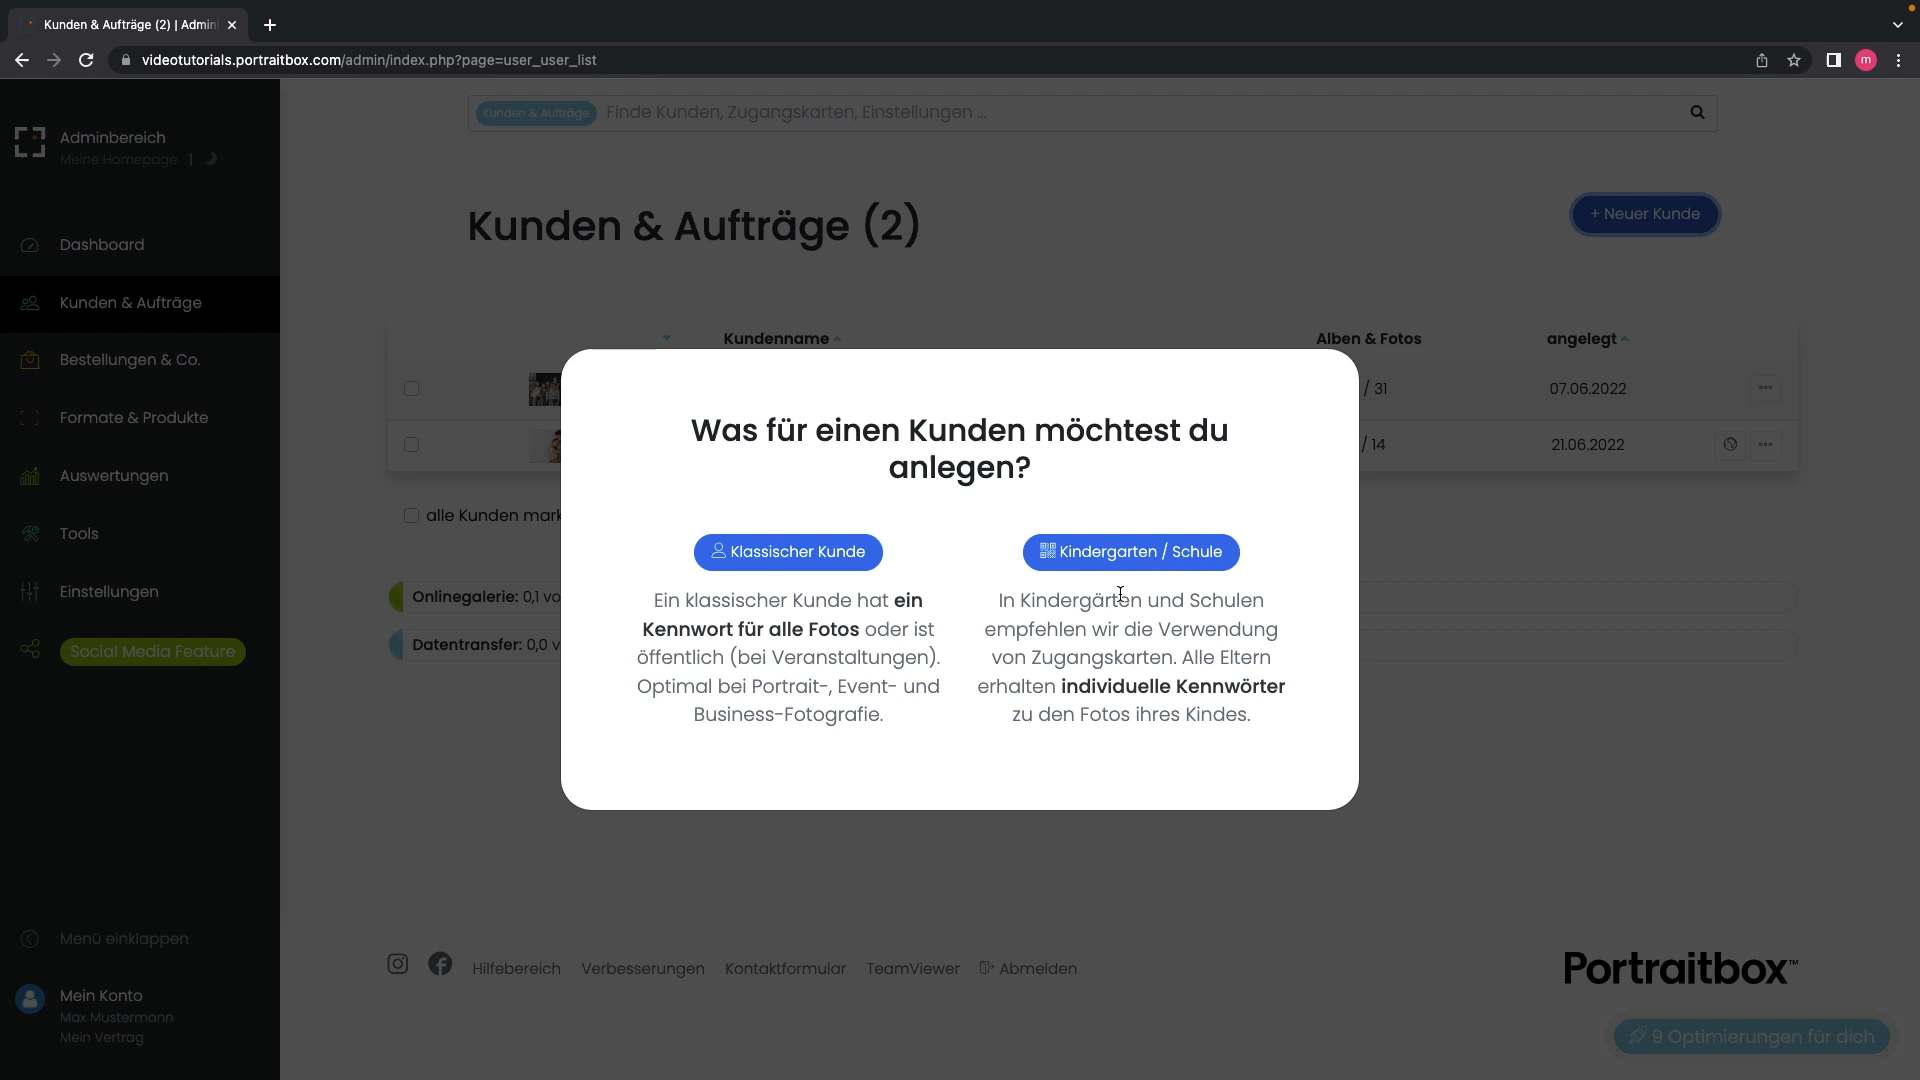 Kunden & Aufträge (2) | Admin
videotutorials.portraitbox.com/admin/index.php?page=user_user_list
m
Adminbereich
Meine Homepage |
Dashboard
Kunden & Aufträge
Bestellungen & Co.
Formate & Produkte
Auswertungen
Tools
Einstellungen
Social Media Feature
Menü einklappen
Mein Konto
Max Mustermann
Mein Vertrag
Kunden & Aufträge Finde Kunden, Zugangskarten, Einstellungen ...
Kunden & Aufträge (2)
+ Neuer Kunde
Kundenname Alben & Fotos angelegt
/ 31 07.06.2022
/ 14 21.06.2022
alle Kunden mark
Onlinegalerie: 0,1 vo
Datentransfer: 0,0 v
Was für einen Kunden möchtest du
anlegen?
Klassischer Kunde
Ein klassischer Kunde hat ein
Kennwort für alle Fotos oder ist
öffentlich (bei Veranstaltungen).
Optimal bei Portrait-, Event- und
Business-Fotografie.
Kindergarten / Schule
In Kindergärten und Schulen
empfehlen wir die Verwendung
von Zugangskarten. Alle Eltern
erhalten individuelle Kennwörter
zu den Fotos ihres Kindes.
Hilfebereich Verbesserungen Kontaktformular TeamViewer Abmelden
Portraitbox™
9 Optimierungen für dich